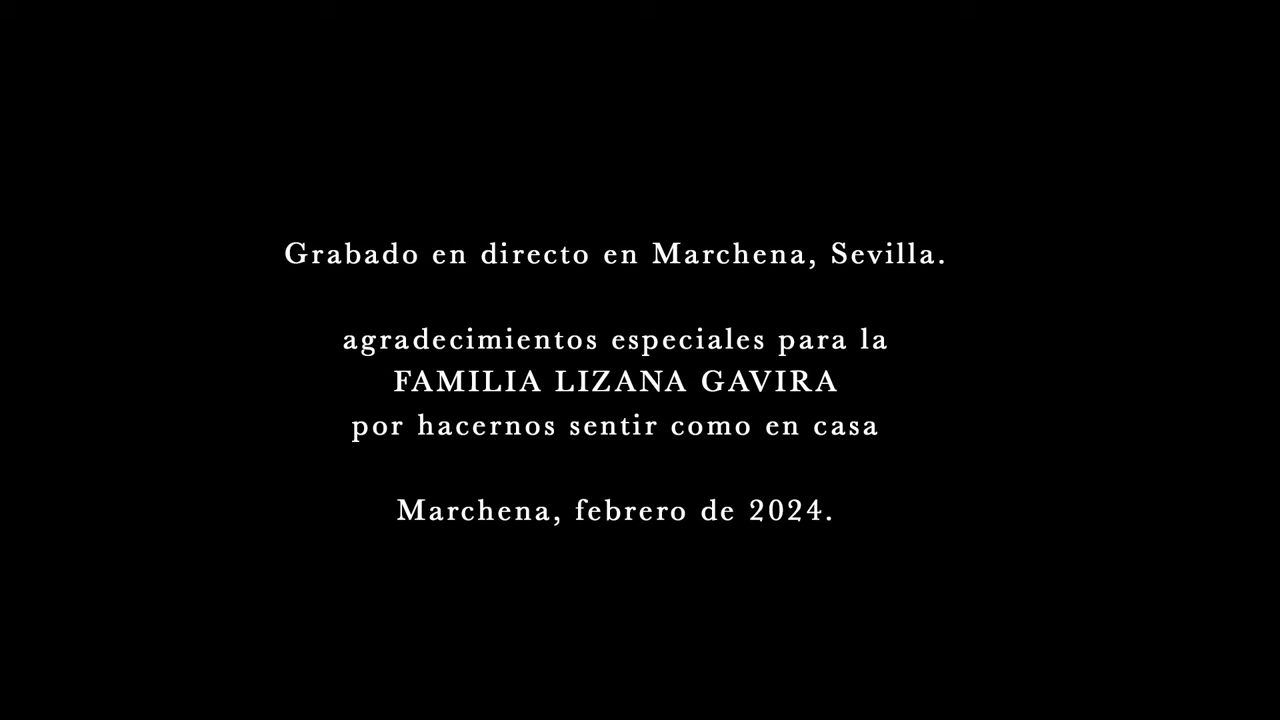 Grabado en directo en Marchena, Sevilla.
agradecimientos especiales para la
FAMILIA LIZANA GAVIRA
por hacernos sentir como en casa
Marchena, febrero de 2024.